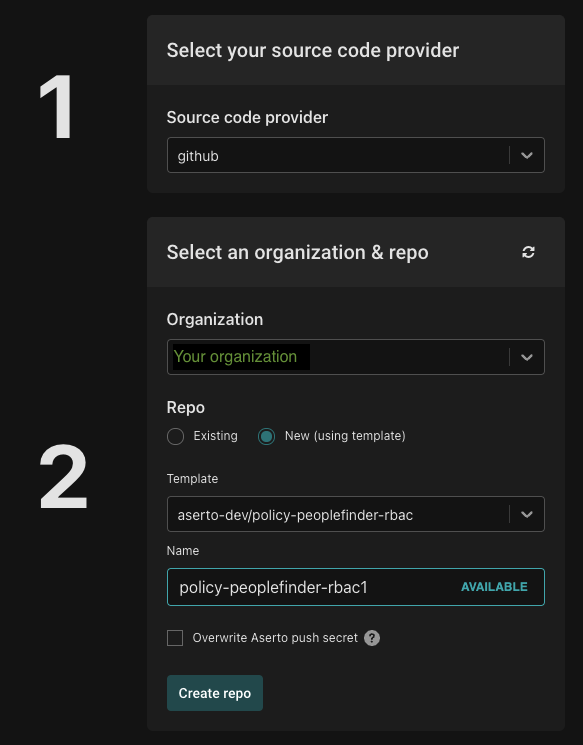 1
Select your source code provider
Source code provider
github
2
Select an organization & repo
Organization
Your organization
Repo
Existing New (using template)
Template
aserto-dev/policy-peoplefinder-rbac
Name
policy-peoplefinder-rbac1 AVAILABLE
Overwrite Aserto push secret ?
Create repo